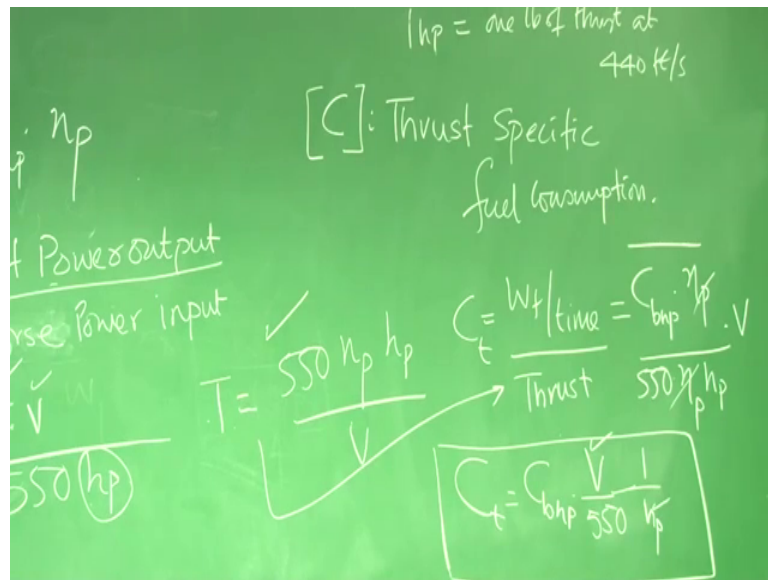 1hp = one lb of thrust at
440 ft/s
ηp
[C]: Thrust Specific
fuel Consumption.
Power output
Power input
V
550 (hp)
T = 550 ηp hp / V
Ct = Wf/time / Thrust = Cbhp · ηp · V / 550 ηp hp
Ct = Cbhp · V/550 1/ηp